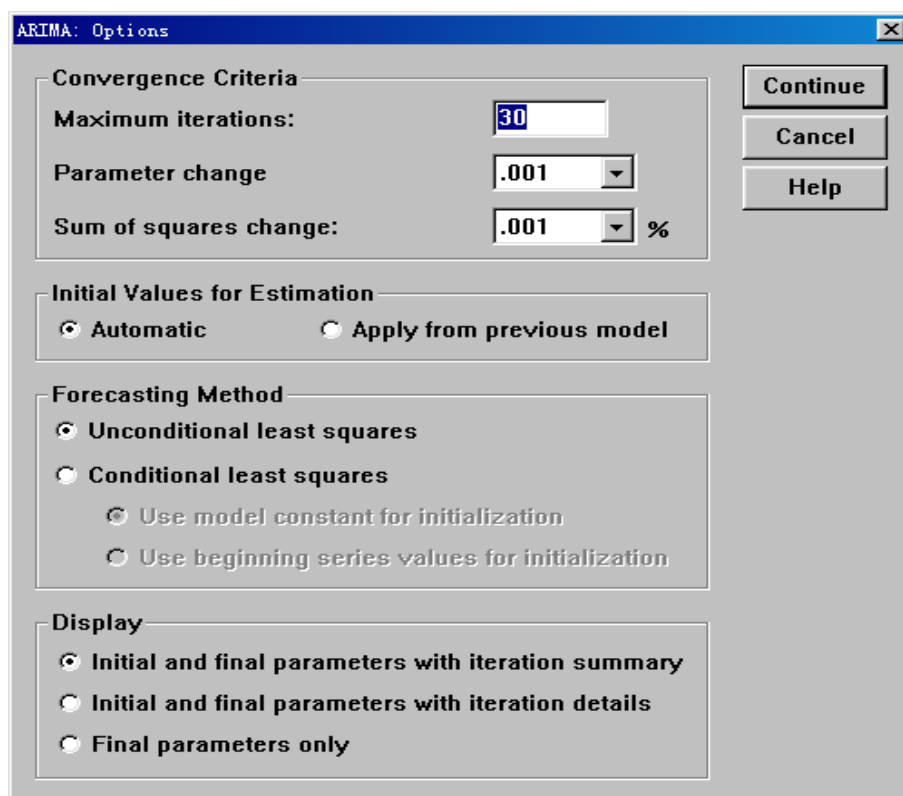 ARIMA: Options
Convergence Criteria
Maximum iterations: 30
Parameter change .001
Sum of squares change: .001 %
Continue
Cancel
Help
Initial Values for Estimation
Automatic Apply from previous model
Forecasting Method
Unconditional least squares
Conditional least squares
Use model constant for initialization
Use beginning series values for initialization
Display
Initial and final parameters with iteration summary
Initial and final parameters with iteration details
Final parameters only